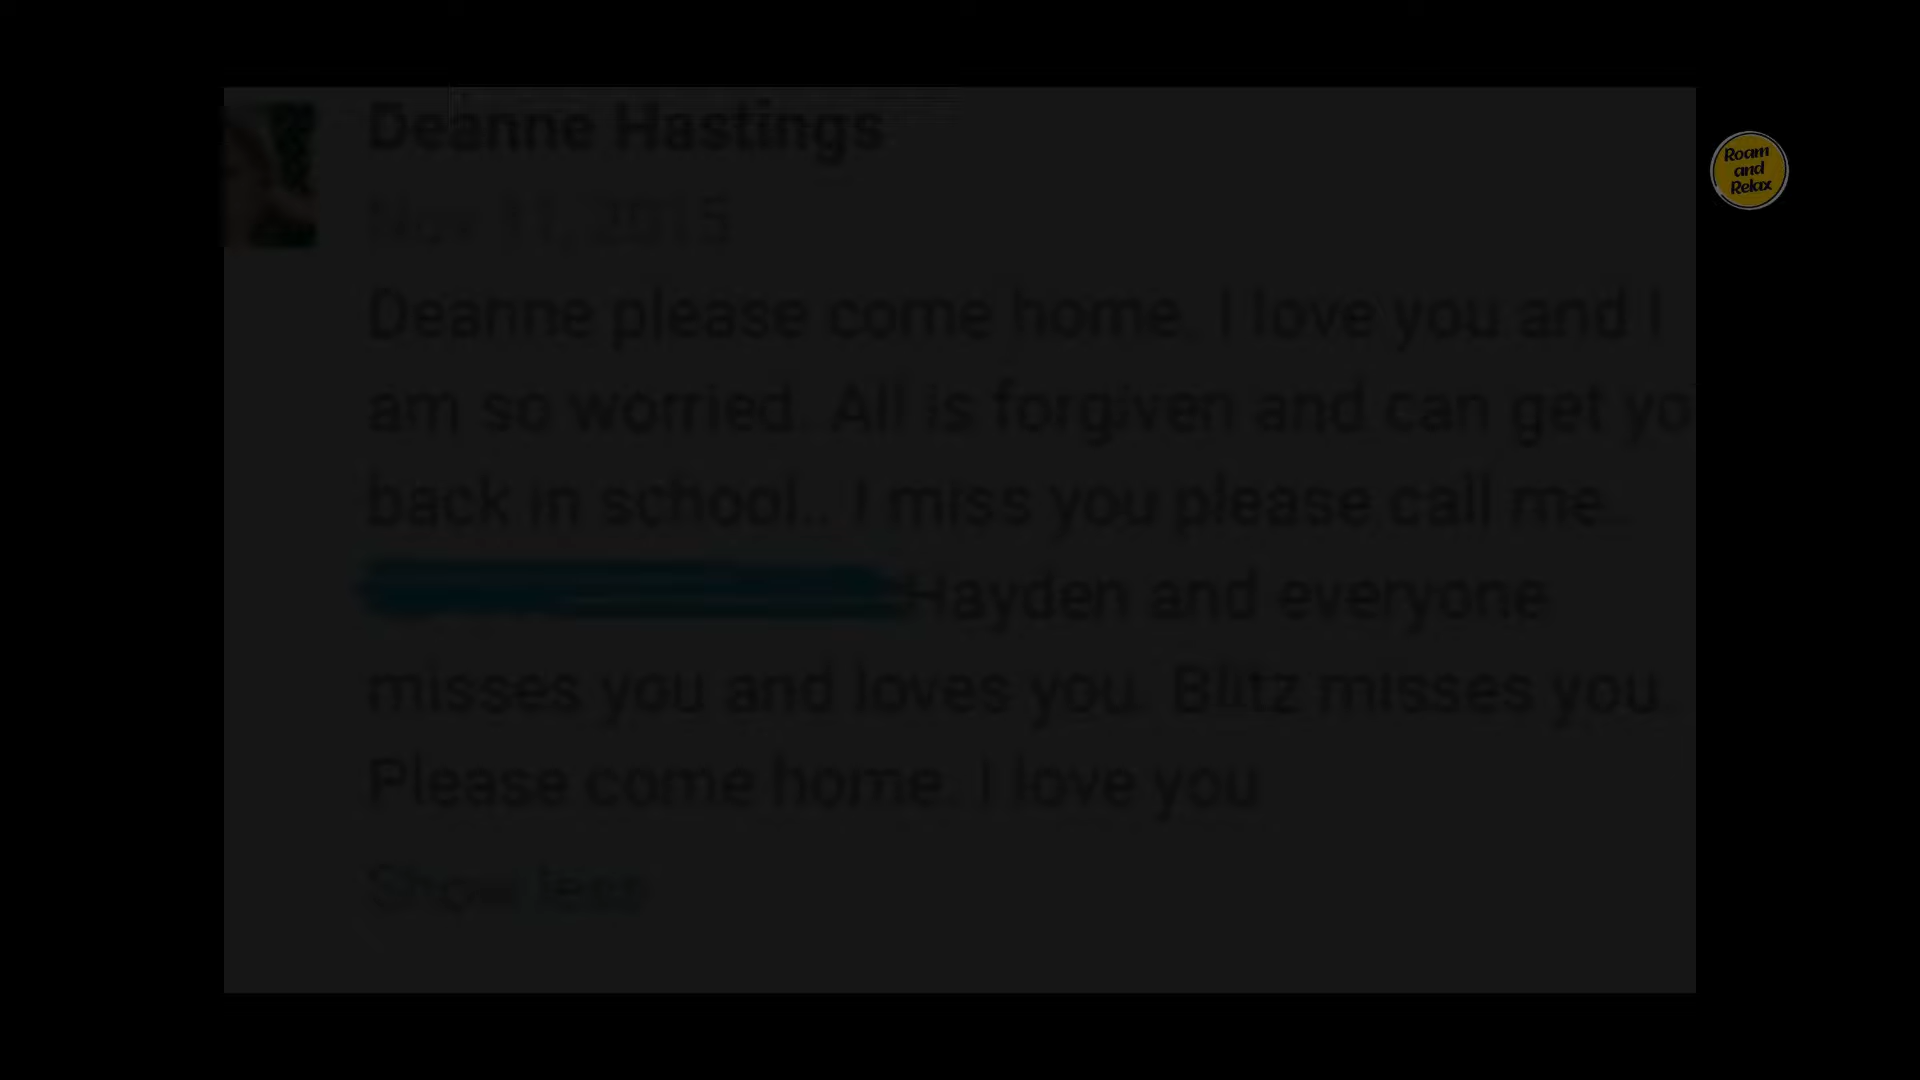 Deanne Hastings
Nov 11, 2015
Deanne please come home. I love you and I
am so worried. All is forgiven and can get yo
back in school.. I miss you please call me..
Hayden and everyone
misses you and loves you. Blitz misses you..
Please come home. I love you
Show less
Roam
and
Relax